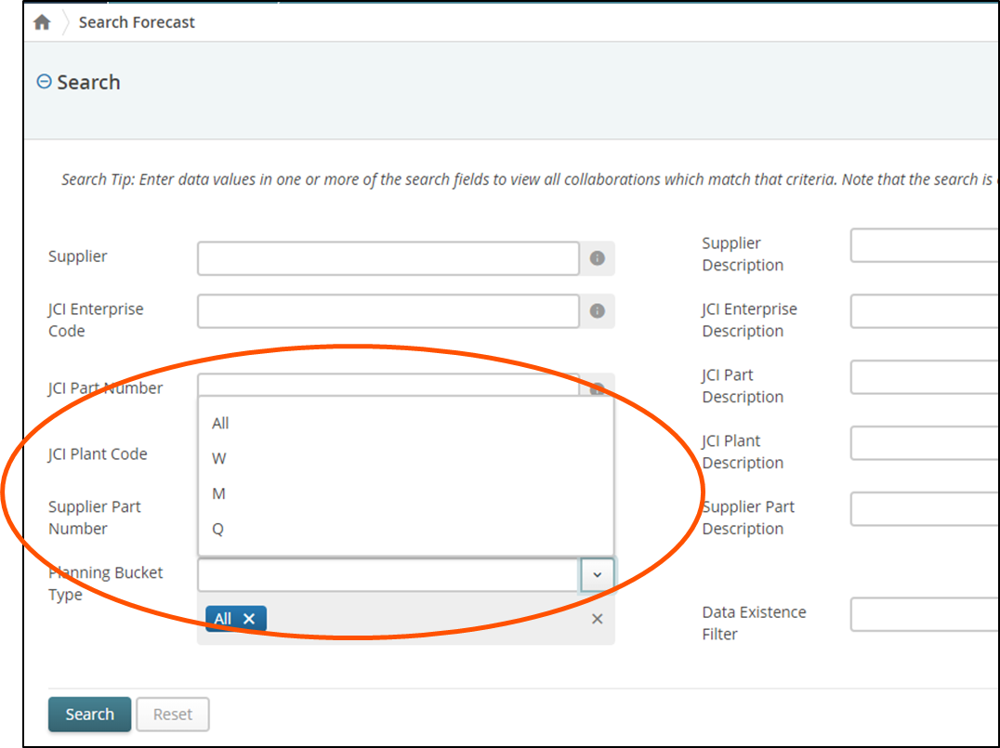 Search Forecast
Search
Search Tip: Enter data values in one or more of the search fields to view all collaborations which match that criteria. Note that the search is
Supplier
Supplier
Description
JCI Enterprise
Code
JCI Enterprise
Description
JCI Part Number
JCI Part
Description
All
W
M
Q
JCI Plant Code
JCI Plant
Description
Supplier Part
Number
Supplier Part
Description
Planning Bucket
Type
All
Data Existence
Filter
Search
Reset